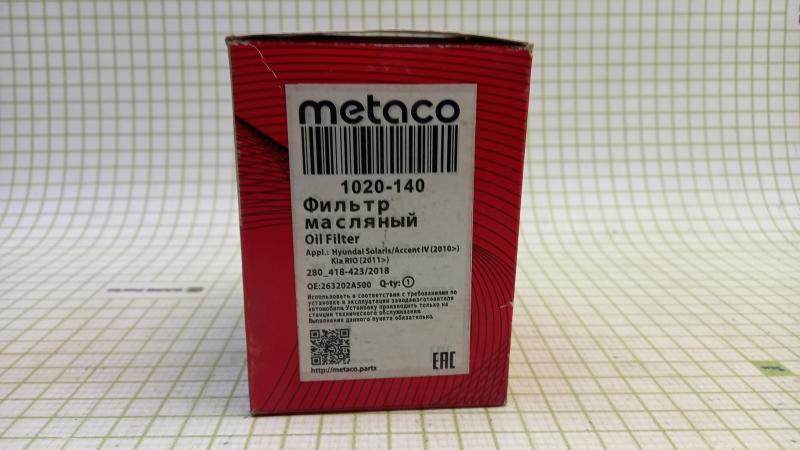 metaco
1020-140
Фильтр
масляный
Oil Filter
Appl.: Hyundai Solaris/Accent IV (2010>)
Kia RIO (2011>)
280_418-423/2018
OE:263202A500 Q-ty: 1
Использовать в соответствии с требованиями по
установке и эксплуатации заводаизготовителя
автомобиля.Установку производить только на
станции технического обслуживания.
Выполнение данного пункта обязательно.
http://metaco.parts
EAC